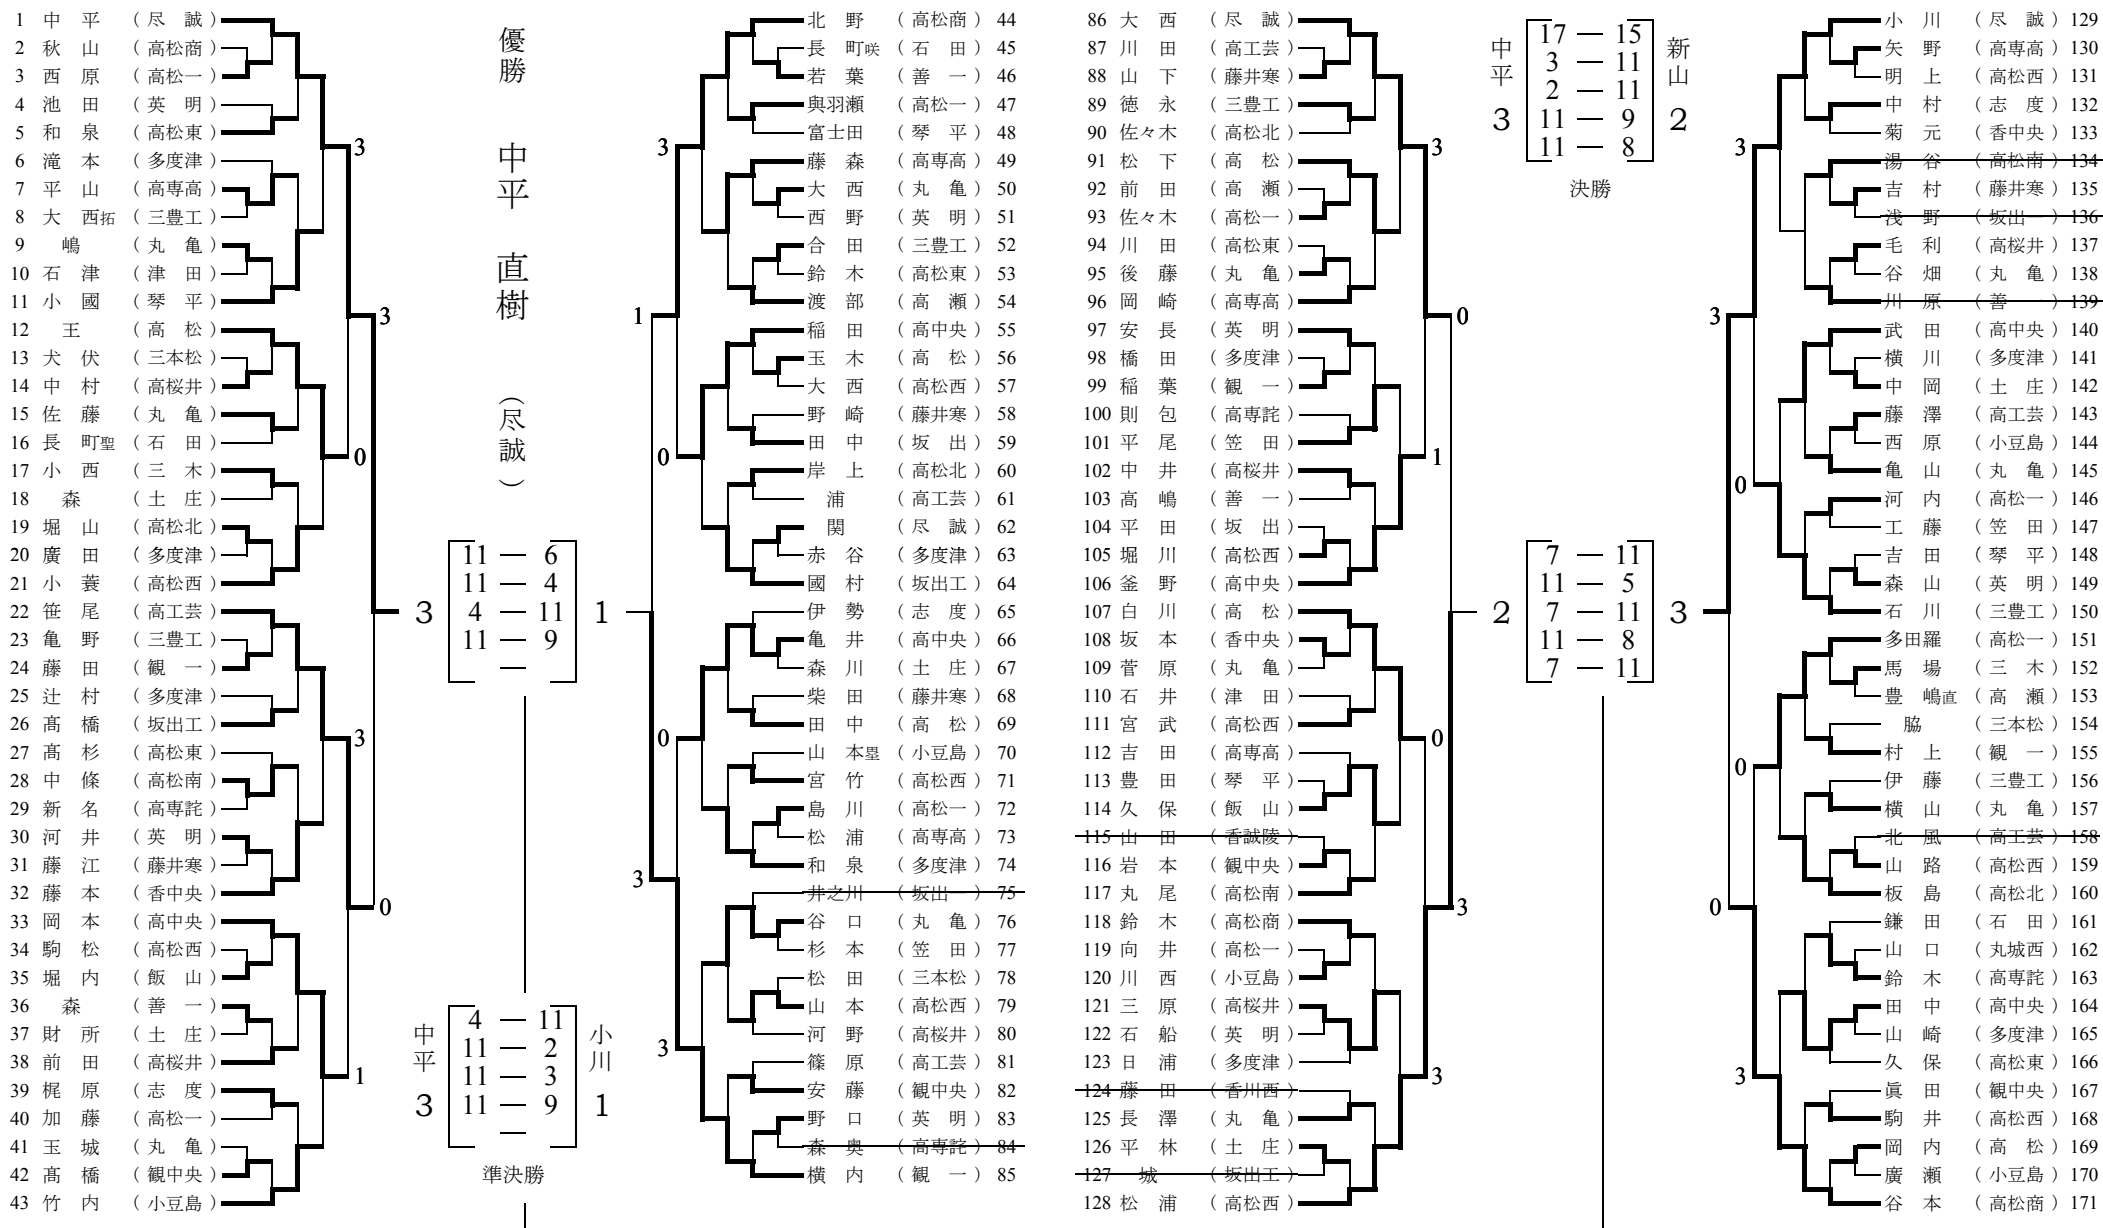 1 中 平 （尽 誠）
2 秋 山 （高松商）
3 西 原 （高松一）
4 池 田 （英 明）
5 和 泉 （高松東）
6 滝 本 （多度津）
7 平 山 （高専高）
8 大 西拓 （三豊工）
9 嶋 （丸 亀）
10 石 津 （津 田）
11 小 國 （琴 平）
12 王 （高 松）
13 犬 伏 （三本松）
14 中 村 （高桜井）
15 佐 藤 （丸 亀）
16 長 町聖 （石 田）
17 小 西 （三 木）
18 森 （土 庄）
19 堀 山 （高松北）
20 廣 田 （多度津）
21 小 蓑 （高松西）
22 笹 尾 （高工芸）
23 亀 野 （三豊工）
24 藤 田 （観 一）
25 辻 村 （多度津）
26 髙 橋 （坂出工）
27 髙 杉 （高松東）
28 中 條 （高松南）
29 新 名 （高専詫）
30 河 井 （英 明）
31 藤 江 （藤井寒）
32 藤 本 （香中央）
33 岡 本 （高中央）
34 駒 松 （高松西）
35 堀 内 （飯 山）
36 森 （善 一）
37 財 所 （土 庄）
38 前 田 （高桜井）
39 梶 原 （志 度）
40 加 藤 （高松一）
41 玉 城 （丸 亀）
42 髙 橋 （観中央）
43 竹 内 （小豆島）
3
3
0
3
3
0
1
優勝 中平 直樹 （尽誠）
3
11 — 6
11 — 4
4 — 11
11 — 9
—
1
中平 3
4 — 11
11 — 2
11 — 3
11 — 9
—
小川 1
準決勝
3
1
0
0
3
3
北 野 （高松商） 44
長 町咲 （石 田） 45
若 葉 （善 一） 46
與羽瀬 （高松一） 47
富士田 （琴 平） 48
藤 森 （高専高） 49
大 西 （丸 亀） 50
西 野 （英 明） 51
合 田 （三豊工） 52
鈴 木 （高松東） 53
渡 部 （高 瀬） 54
稲 田 （高中央） 55
玉 木 （高 松） 56
大 西 （高松西） 57
野 崎 （藤井寒） 58
田 中 （坂 出） 59
岸 上 （高松北） 60
浦 （高工芸） 61
関 （尽 誠） 62
赤 谷 （多度津） 63
國 村 （坂出工） 64
伊 勢 （志 度） 65
亀 井 （高中央） 66
森 川 （土 庄） 67
柴 田 （藤井寒） 68
田 中 （高 松） 69
山 本塁 （小豆島） 70
宮 竹 （高松西） 71
島 川 （高松一） 72
松 浦 （高専高） 73
和 泉 （多度津） 74
井之川 （坂出一） 75
谷 口 （丸 亀） 76
杉 本 （笠 田） 77
松 田 （三本松） 78
山 本 （高松西） 79
河 野 （高桜井） 80
篠 原 （高工芸） 81
安 藤 （観中央） 82
野 口 （英 明） 83
森 奥 （高専詫） 84
横 内 （観 一） 85
86 大 西 （尽 誠）
87 川 田 （高工芸）
88 山 下 （藤井寒）
89 徳 永 （三豊工）
90 佐々木 （高松北）
91 松 下 （高 松）
92 前 田 （高 瀬）
93 佐々木 （高松一）
94 川 田 （高松東）
95 後 藤 （丸 亀）
96 岡 崎 （高専高）
97 安 長 （英 明）
98 橋 田 （多度津）
99 稲 葉 （観 一）
100 則 包 （高専詫）
101 平 尾 （笠 田）
102 中 井 （高桜井）
103 高 嶋 （善 一）
104 平 田 （坂 出）
105 堀 川 （高松西）
106 釜 野 （高中央）
107 白 川 （高 松）
108 坂 本 （香中央）
109 菅 原 （丸 亀）
110 石 井 （津 田）
111 宮 武 （高松西）
112 吉 田 （高専高）
113 豊 田 （琴 平）
114 久 保 （飯 山）
115 山 田 （香誠陵）
116 岩 本 （観中央）
117 丸 尾 （高松南）
118 鈴 木 （高松商）
119 向 井 （高松一）
120 川 西 （小豆島）
121 三 原 （高桜井）
122 石 船 （英 明）
123 日 浦 （多度津）
124 藤 田 （香川西）
125 長 澤 （丸 亀）
126 平 林 （土 庄）
127 城 （坂出工）
128 松 浦 （高松西）
3
0
1
0
3
3
中平 3
17 — 15
3 — 11
2 — 11
11 — 9
11 — 8
新山 2
決勝
2
7 — 11
11 — 5
7 — 11
11 — 8
7 — 11
3
3
3
0
0
0
3
小 川 （尽 誠） 129
矢 野 （高専高） 130
明 上 （高松西） 131
中 村 （志 度） 132
菊 元 （香中央） 133
湯 谷 （高松南） 134
吉 村 （藤井寒） 135
浅 野 （坂出一） 136
毛 利 （高桜井） 137
谷 畑 （丸 亀） 138
川 原 （善 一） 139
武 田 （高中央） 140
横 川 （多度津） 141
中 岡 （土 庄） 142
藤 澤 （高工芸） 143
西 原 （小豆島） 144
亀 山 （丸 亀） 145
河 内 （高松一） 146
工 藤 （笠 田） 147
吉 田 （琴 平） 148
森 山 （英 明） 149
石 川 （三豊工） 150
多田羅 （高松一） 151
馬 場 （三 木） 152
豊 嶋直 （高 瀬） 153
脇 （三本松） 154
村 上 （観 一） 155
伊 藤 （三豊工） 156
横 山 （丸 亀） 157
北 風 （高工芸） 158
山 路 （高松西） 159
板 島 （高松北） 160
鎌 田 （石 田） 161
山 口 （丸城西） 162
鈴 木 （高専詫） 163
田 中 （高中央） 164
山 崎 （多度津） 165
久 保 （高松東） 166
眞 田 （観中央） 167
駒 井 （高松西） 168
岡 内 （高 松） 169
廣 瀬 （小豆島） 170
谷 本 （高松商） 171